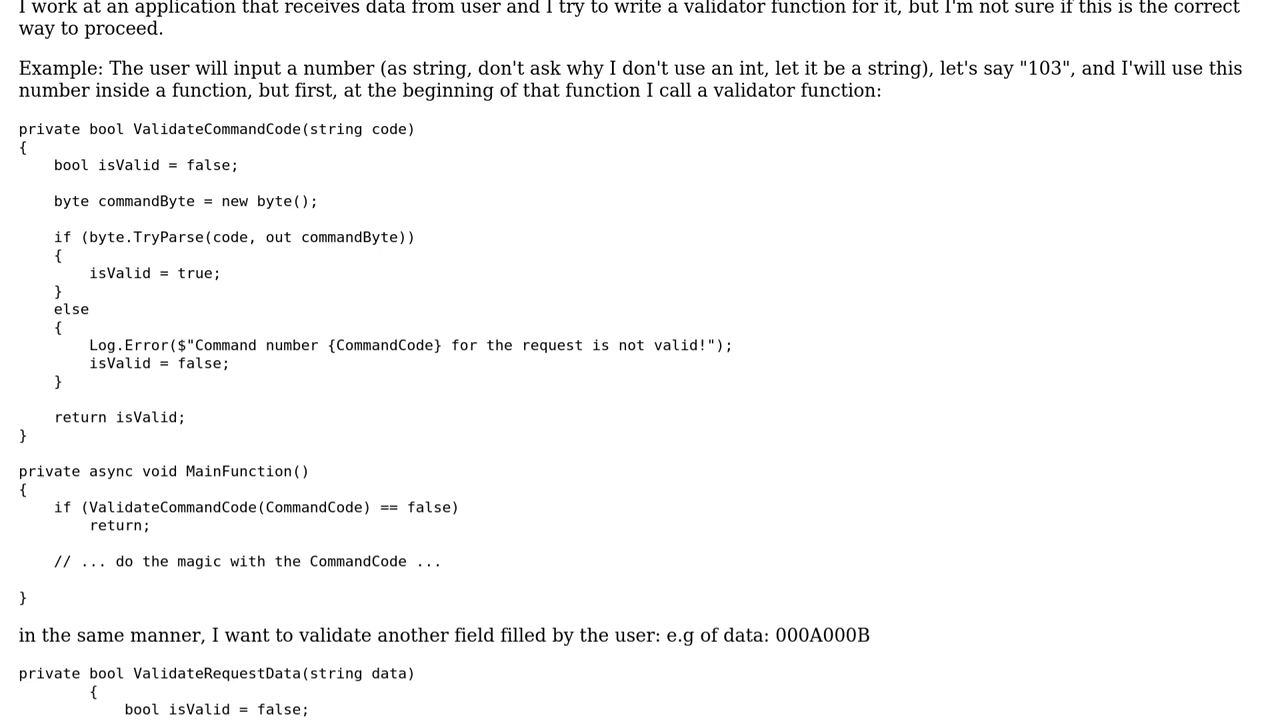 I work at an application that receives data from user and I try to write a validator function for it, but I'm not sure if this is the correct
way to proceed.
Example: The user will input a number (as string, don't ask why I don't use an int, let it be a string), let's say "103", and I'will use this
number inside a function, but first, at the beginning of that function I call a validator function:
private bool ValidateCommandCode(string code)
{
    bool isValid = false;
    byte commandByte = new byte();
    if (byte.TryParse(code, out commandByte))
    {
        isValid = true;
    }
    else
    {
        Log.Error($"Command number {CommandCode} for the request is not valid!");
        isValid = false;
    }
    return isValid;
}
private async void MainFunction()
{
    if (ValidateCommandCode(CommandCode) == false)
        return;
    // ... do the magic with the CommandCode ...
}
in the same manner, I want to validate another field filled by the user: e.g of data: 000A000B
private bool ValidateRequestData(string data)
        {
            bool isValid = false;